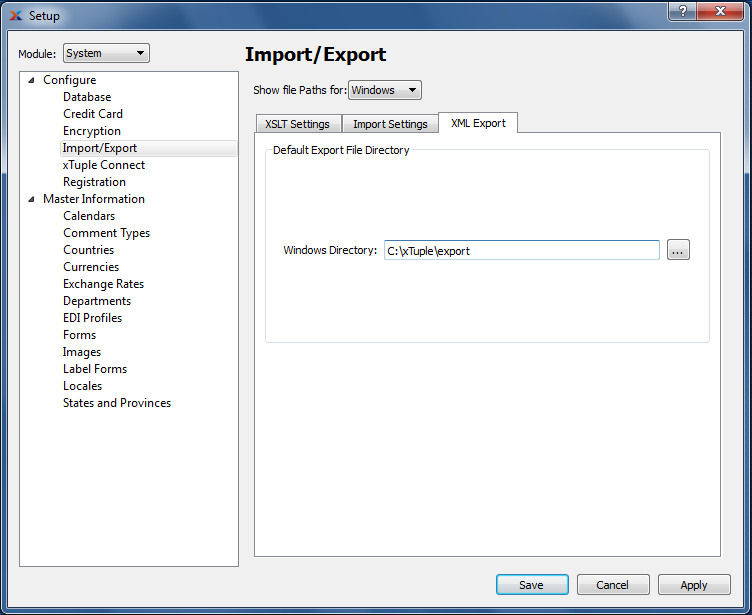 Setup
?
Module: System
Import/Export
Configure
Database
Credit Card
Encryption
Import/Export
xTuple Connect
Registration
Master Information
Calendars
Comment Types
Countries
Currencies
Exchange Rates
Departments
EDI Profiles
Forms
Images
Label Forms
Locales
States and Provinces
Show file Paths for: Windows
XSLT Settings Import Settings XML Export
Default Export File Directory
Windows Directory: C:\xTuple\export ...
Save Cancel Apply